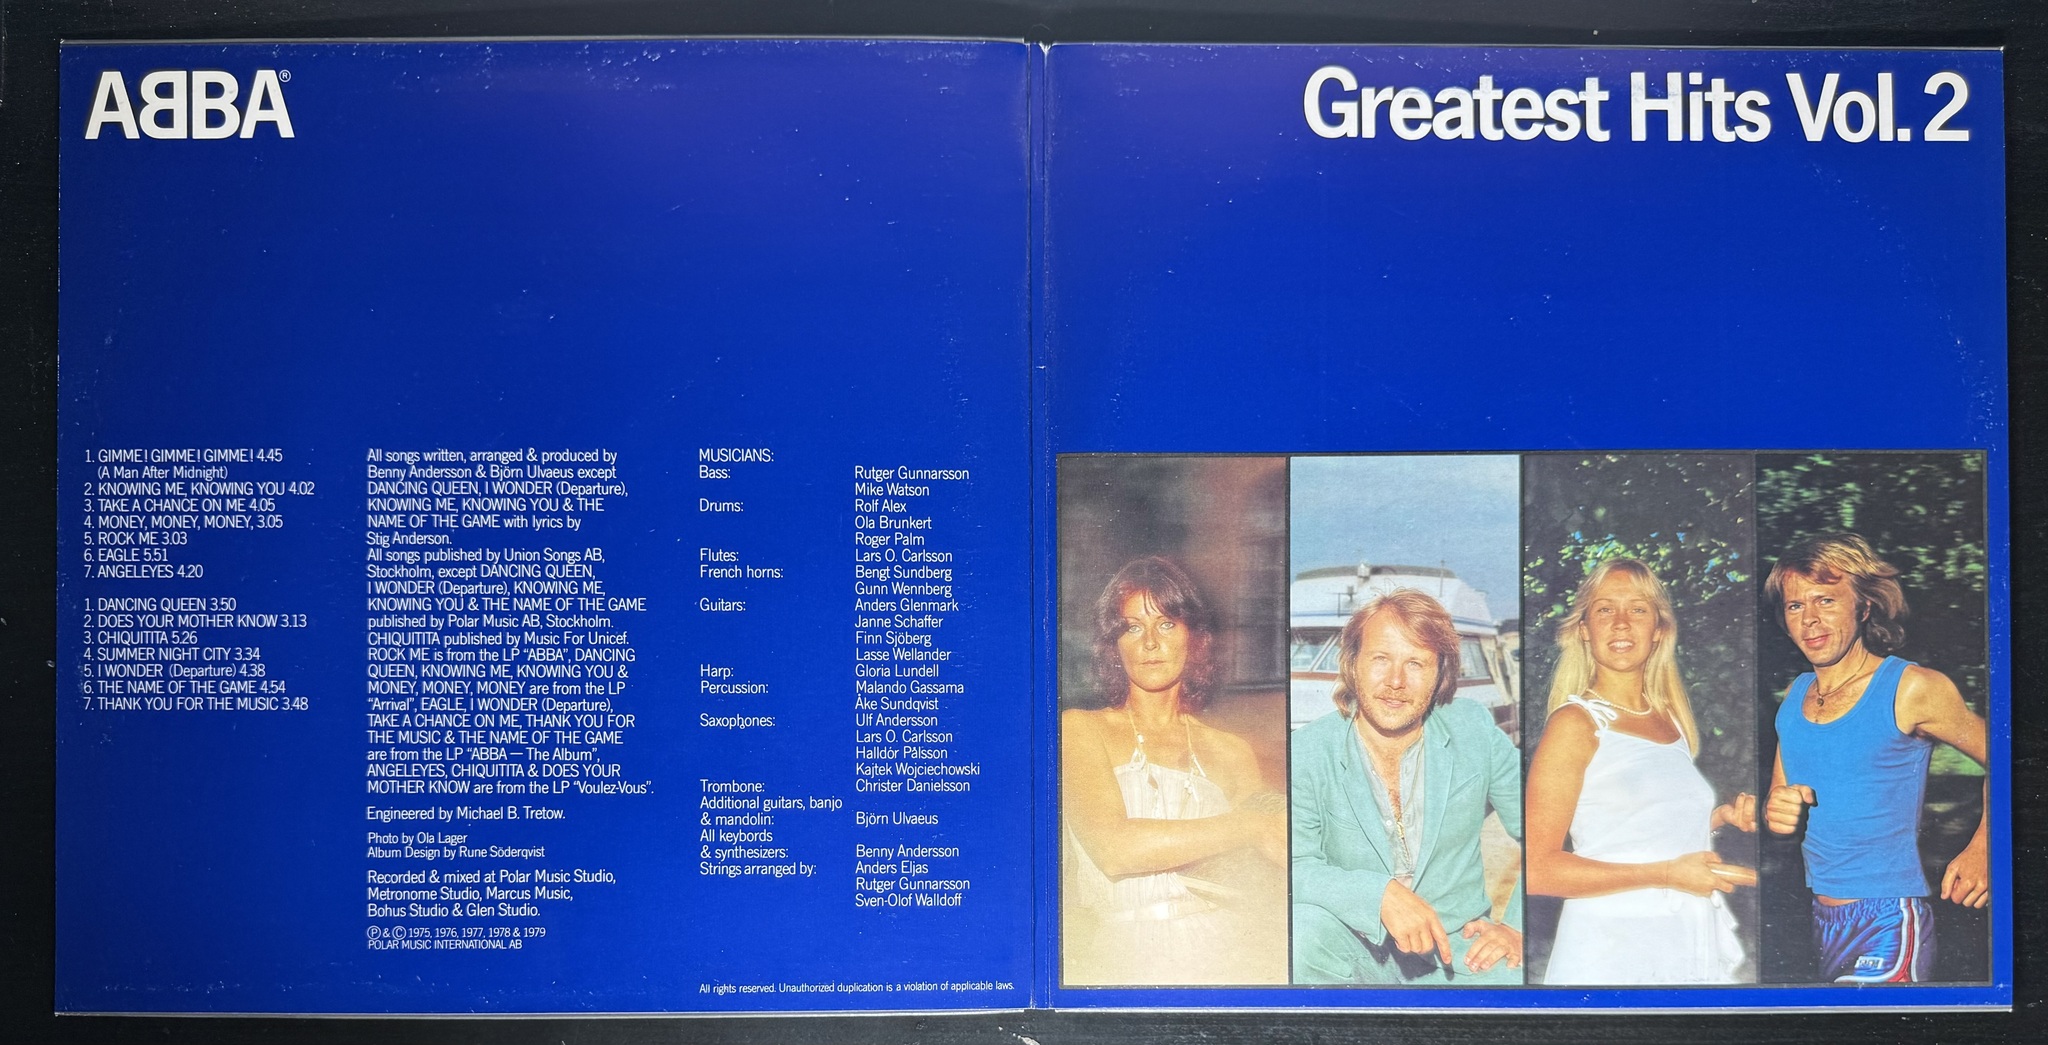 ABBA®
Greatest Hits Vol. 2
1. GIMME! GIMME! GIMME! 4.45
(A Man After Midnight)
2. KNOWING ME, KNOWING YOU 4.02
3. TAKE A CHANCE ON ME 4.05
4. MONEY, MONEY, MONEY, 3.05
5. ROCK ME 3.03
6. EAGLE 5.51
7. ANGELEYES 4.20
1. DANCING QUEEN 3:50
2. DOES YOUR MOTHER KNOW 3.13
3. CHIQUITITA 5.26
4. SUMMER NIGHT CITY 3.34
5. I WONDER (Departure) 4.38
6. THE NAME OF THE GAME 4.54
7. THANK YOU FOR THE MUSIC 3.48
All songs written, arranged & produced by
Benny Andersson & Björn Ulvaeus except
DANCING QUEEN, I WONDER (Departure),
KNOWING ME, KNOWING YOU & THE
NAME OF THE GAME with lyrics by
Stig Anderson.
All songs published by Union Songs AB,
Stockholm, except DANCING QUEEN,
I WONDER (Departure), KNOWING ME,
KNOWING YOU & THE NAME OF THE GAME
published by Polar Music AB, Stockholm.
CHIQUITITA published by Music For Unicef.
ROCK ME is from the LP “ABBA”, DANCING
QUEEN, KNOWING ME, KNOWING YOU &
MONEY, MONEY, MONEY are from the LP
“Arrival”, EAGLE, I WONDER (Departure),
TAKE A CHANCE ON ME, THANK YOU FOR
THE MUSIC & THE NAME OF THE GAME
are from the LP “ABBA — The Album”,
ANGELEYES, CHIQUITITA & DOES YOUR
MOTHER KNOW are from the LP “Voulez-Vous”.
Engineered by Michael B. Tretow.
Photo by Ola Lager
Album Design by Rune Söderqvist
Recorded & mixed at Polar Music Studio,
Metronome Studio, Marcus Music,
Bohus Studio & Glen Studio.
Ⓟ & Ⓒ 1975, 1976, 1977, 1978 & 1979
POLAR MUSIC INTERNATIONAL AB
MUSICIANS:
Bass: Rutger Gunnarsson
Mike Watson
Drums: Rolf Alex
Ola Brunkert
Roger Palm
Flutes: Lars O. Carlsson
French horns: Bengt Sundberg
Gunn Wennberg
Guitars: Anders Glenmark
Janne Schaffer
Finn Sjöberg
Lasse Wellander
Harp: Gloria Lundell
Percussion: Malando Gassama
Åke Sundqvist
Saxophones: Ulf Andersson
Lars O. Carlsson
Halldór Pålsson
Kajtek Wojciechowski
Trombone: Christer Danielsson
Additional guitars, banjo
& mandolin: Björn Ulvaeus
All keybords
& synthesizers: Benny Andersson
Strings arranged by: Anders Eljas
Rutger Gunnarsson
Sven-Olof Walldoff
All rights reserved. Unauthorized duplication is a violation of applicable laws.